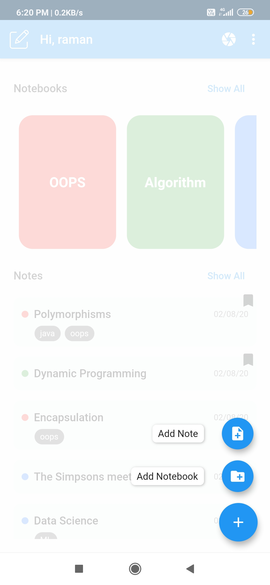 6:20 PM | 0.2KB/s
Hi, raman
Notebooks
Show All
OOPS
Algorithm
Notes
Show All
Polymorphisms
02/08/20
java
oops
Dynamic Programming
02/08/20
Encapsulation
oops
Add Note
The Simpsons meet
Add Notebook
Data Science